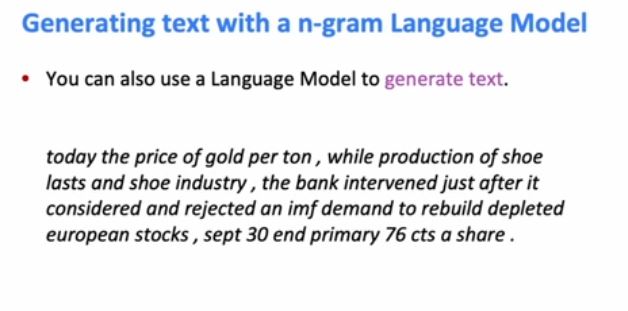 Generating text with a n-gram Language Model
• You can also use a Language Model to generate text.
today the price of gold per ton , while production of shoe
lasts and shoe industry , the bank intervened just after it
considered and rejected an imf demand to rebuild depleted
european stocks , sept 30 end primary 76 cts a share .